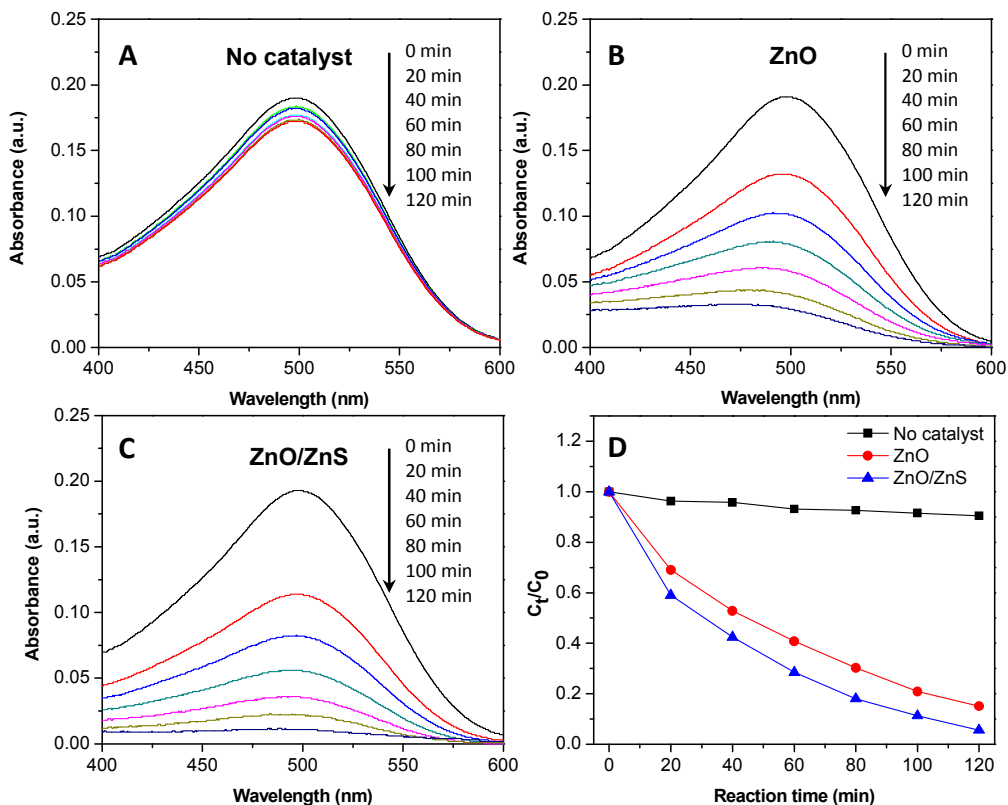 A
No catalyst
0 min
20 min
40 min
60 min
80 min
100 min
120 min
0.25
0.20
0.15
0.10
0.05
0.00
Absorbance (a.u.)
400
450
500
550
600
Wavelength (nm)
B
ZnO
0 min
20 min
40 min
60 min
80 min
100 min
120 min
0.25
0.20
0.15
0.10
0.05
0.00
Absorbance (a.u.)
400
450
500
550
600
Wavelength (nm)
C
ZnO/ZnS
0 min
20 min
40 min
60 min
80 min
100 min
120 min
0.25
0.20
0.15
0.10
0.05
0.00
Absorbance (a.u.)
400
450
500
550
600
Wavelength (nm)
D
No catalyst
ZnO
ZnO/ZnS
1.2
1.0
0.8
0.6
0.4
0.2
0.0
Ct/C0
0
20
40
60
80
100
120
Reaction time (min)